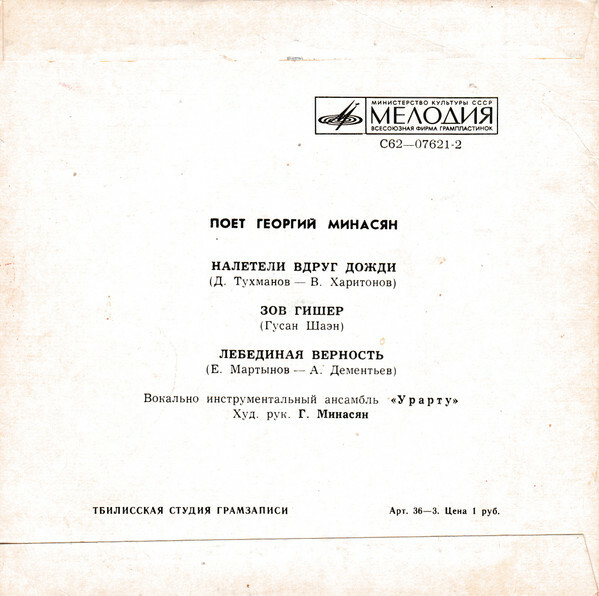 МИНИСТЕРСТВО КУЛЬТУРЫ СССР
МЕЛОДИЯ
ВСЕСОЮЗНАЯ ФИРМА ГРАМПЛАСТИНОК
С62—07621-2
ПОЕТ ГЕОРГИЙ МИНАСЯН
НАЛЕТЕЛИ ВДРУГ ДОЖДИ
(Д. Тухманов — В. Харитонов)
ЗОВ ГИШЕР
(Гусан Шаэн)
ЛЕБЕДИНАЯ ВЕРНОСТЬ
(Е. Мартынов — А. Дементьев)
Вокально инструментальный ансамбль «Урарту»
Худ. рук. Г. Минасян
ТБИЛИССКАЯ СТУДИЯ ГРАМЗАПИСИ
Арт. 36—3. Цена 1 руб.